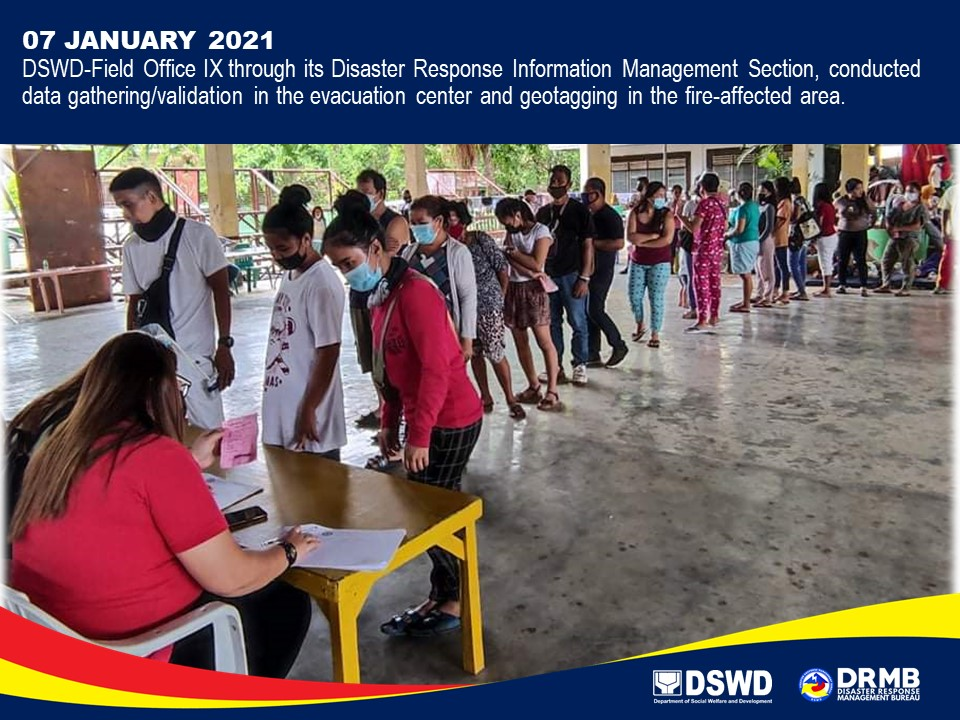 07 JANUARY 2021
DSWD-Field Office IX through its Disaster Response Information Management Section, conducted
data gathering/validation in the evacuation center and geotagging in the fire-affected area.
DSWD
Department of Social Welfare and Development
DRMB
DISASTER RESPONSE
MANAGEMENT BUREAU